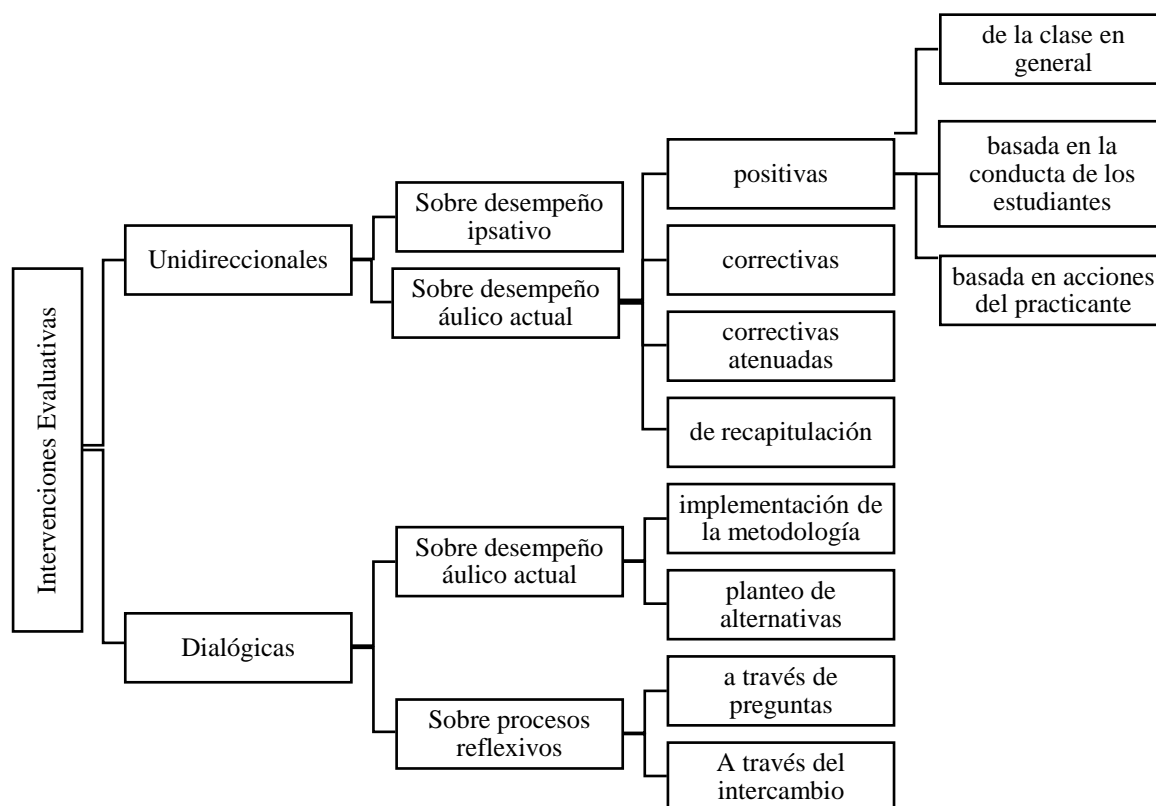 Intervenciones Evaluativas
Unidireccionales
Sobre desempeño
ipsativo
Sobre desempeño
áulico actual
positivas
de la clase en
general
basada en la
conducta de los
estudiantes
basada en acciones
del practicante
correctivas
correctivas
atenuadas
de recapitulación
Dialógicas
Sobre desempeño
áulico actual
implementación de
la metodología
planteo de
alternativas
Sobre procesos
reflexivos
a través de
preguntas
A través del
intercambio